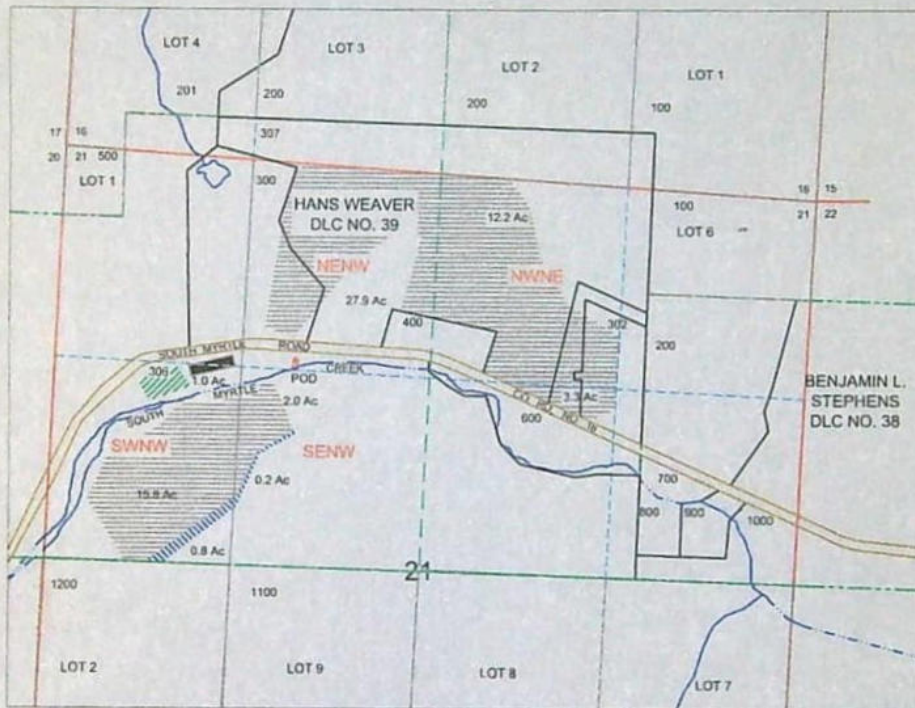 LOT 4
LOT 3
LOT 2
LOT 1
201
200
200
100
17 16
20 21
500
307
LOT 1
300
HANS WEAVER
DLC NO. 39
12.2 Ac
16 15
21 22
100
LOT 6
NENW
NWNE
27.9 Ac
400
302
200
SOUTH MYRTLE ROAD
306
1.0 Ac
POD
CREEK
MYRTLE
SOUTH
2.0 Ac
3.3 Ac
CO. RD. NO. 18
600
BENJAMIN L.
STEPHENS
DLC NO. 38
SWNW
SENW
15.8 Ac
0.2 Ac
0.8 Ac
700
800
900
1000
21
1200
1100
LOT 2
LOT 9
LOT 8
LOT 7